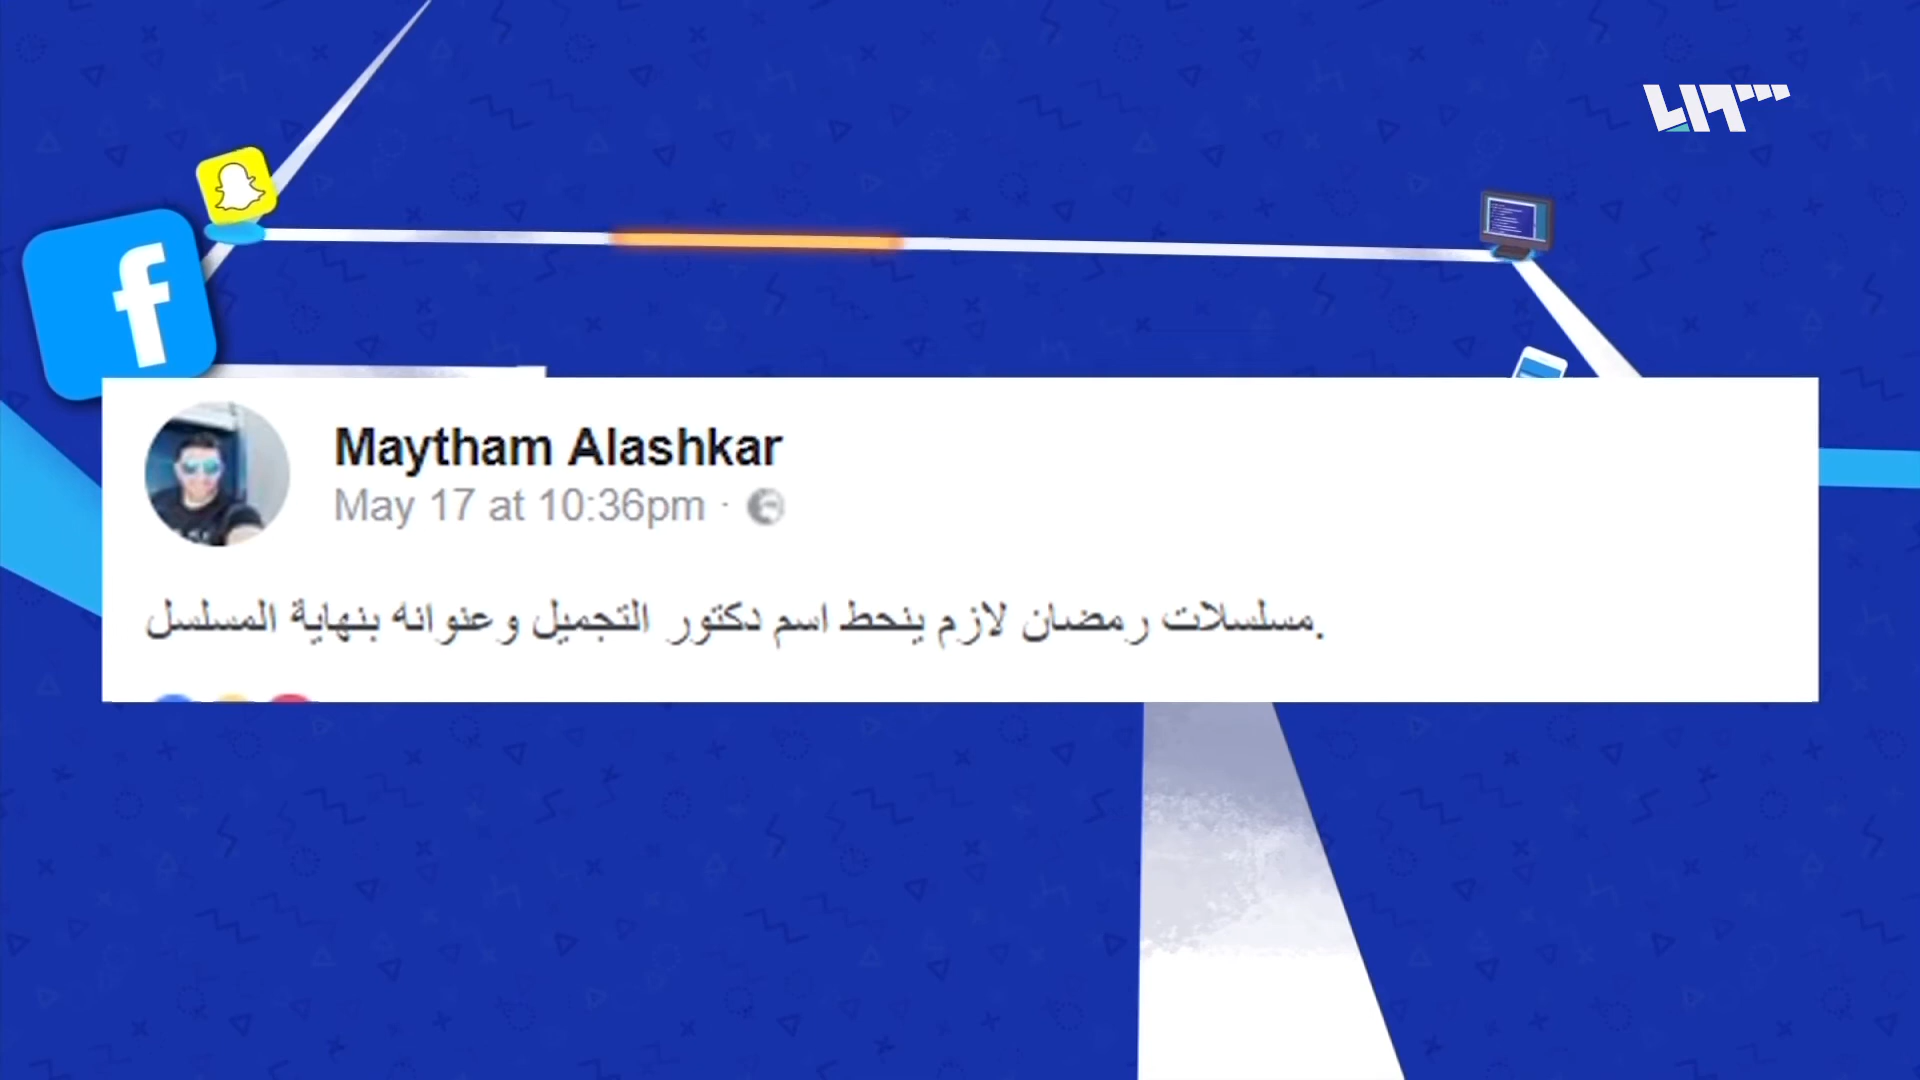 Maytham Alashkar
May 17 at 10:36pm ·
مسلسلات رمضان لازم ينحط اسم دكتور التجميل وعنوانه بنهاية المسلسل.